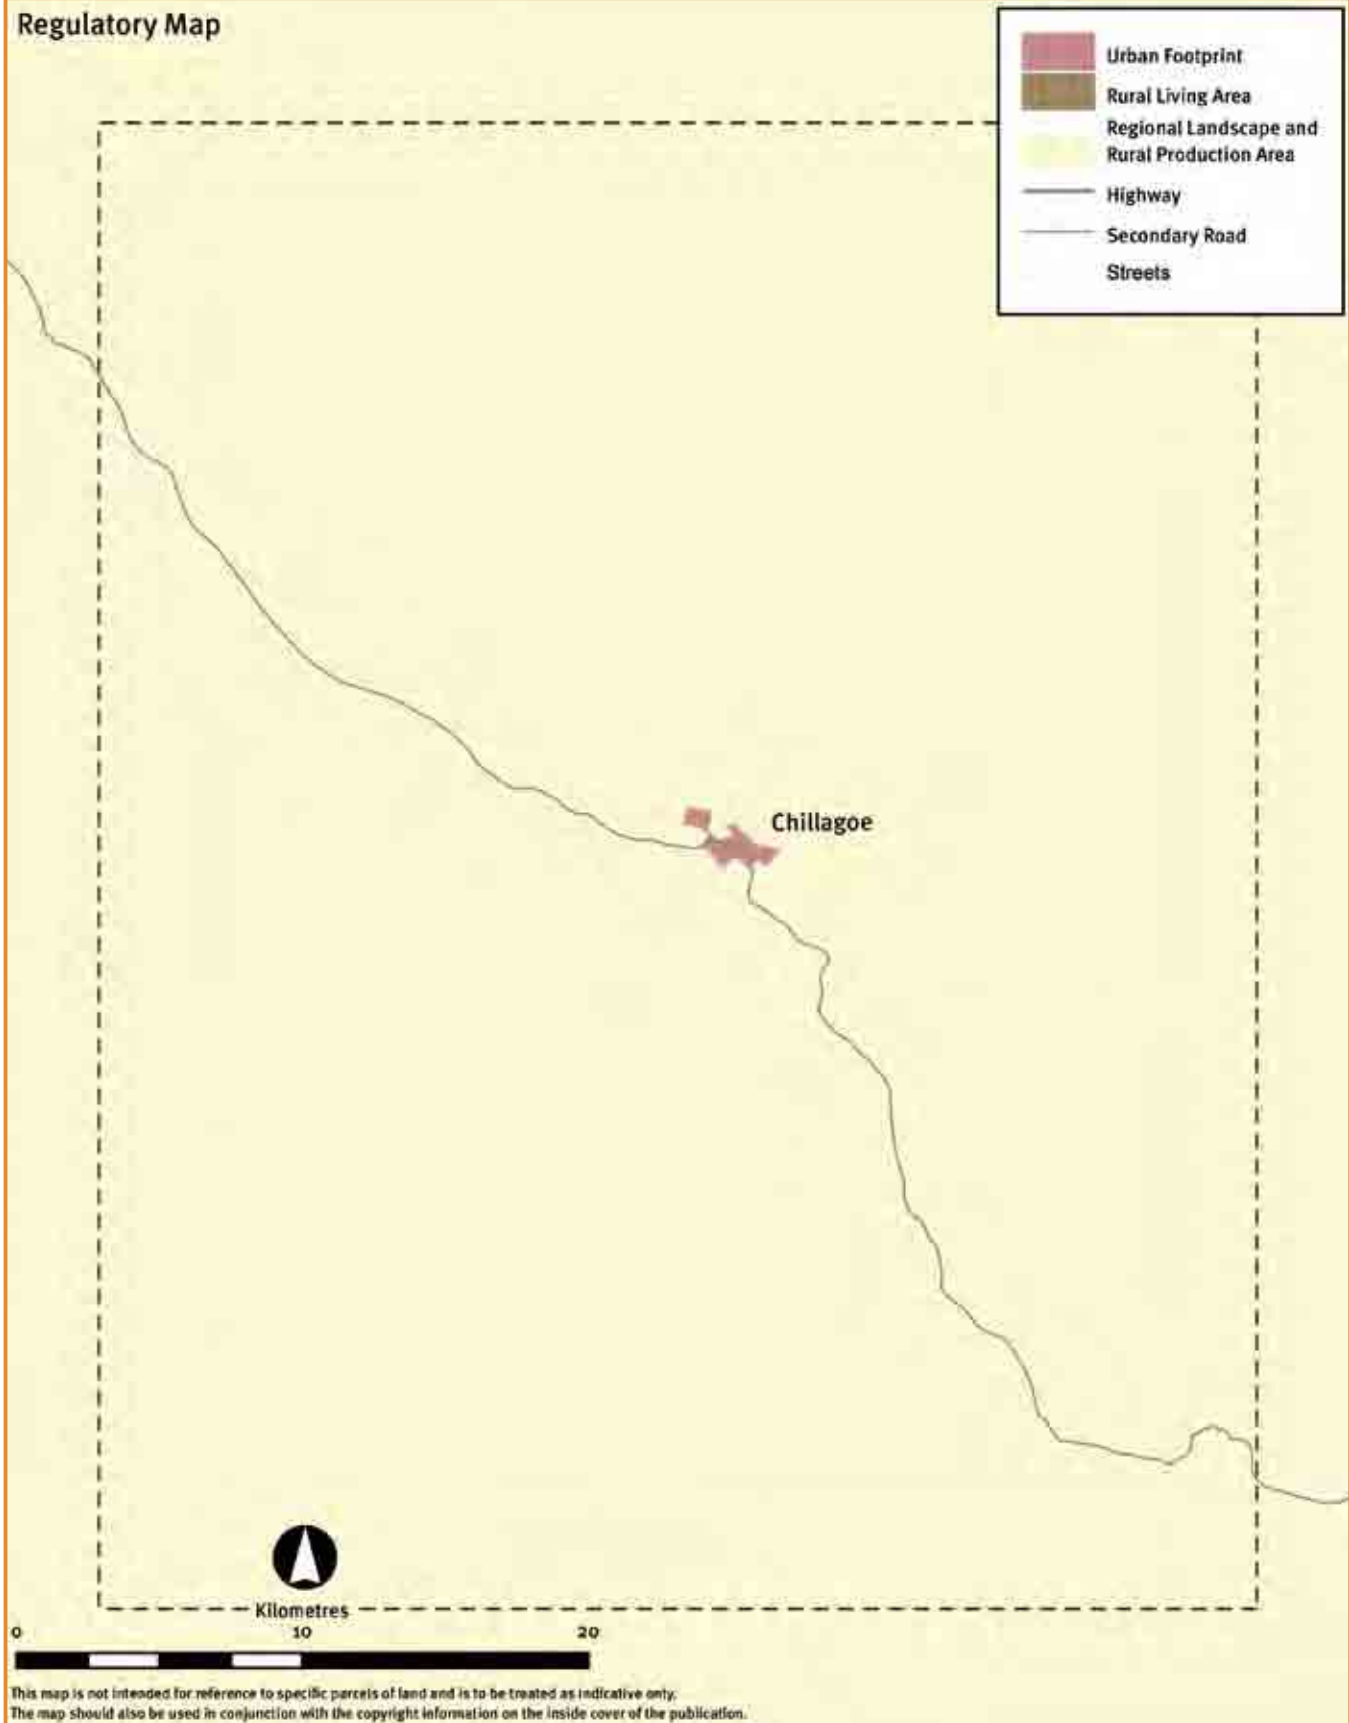 Regulatory Map
Urban Footprint
Rural Living Area
Regional Landscape and
Rural Production Area
Highway
Secondary Road
Streets
Chillagoe
Kilometres
0 10 20
This map is not intended for reference to specific parcels of land and is to be treated as indicative only.
The map should also be used in conjunction with the copyright information on the inside cover of the publication.